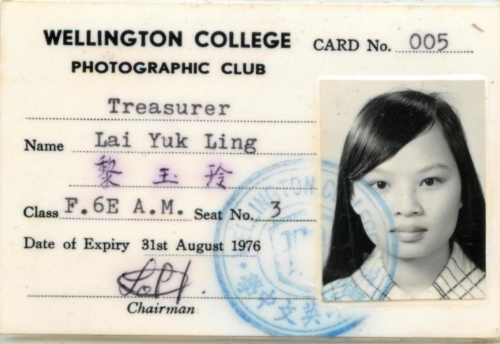 WELLINGTON COLLEGE
CARD No. 005
PHOTOGRAPHIC CLUB
Treasurer
Name Lai Yuk Ling
黎玉玲
Class F.6E A.M. Seat No. 3
Date of Expiry 31st August 1976
Chairman